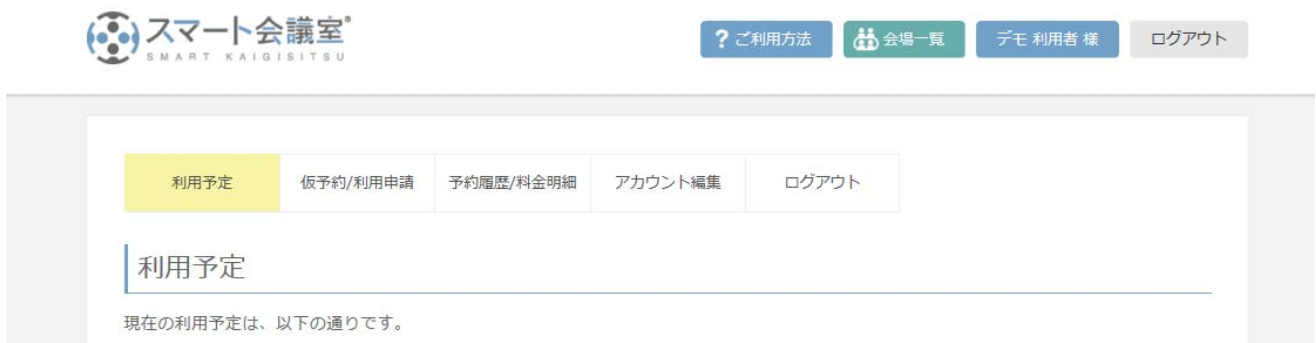 スマート会議室®
SMART KAIGISITSU
? ご利用方法
会場一覧
デモ 利用者 様
ログアウト
利用予定
仮予約/利用申請
予約履歴/料金明細
アカウント編集
ログアウト
利用予定
現在の利用予定は、以下の通りです。